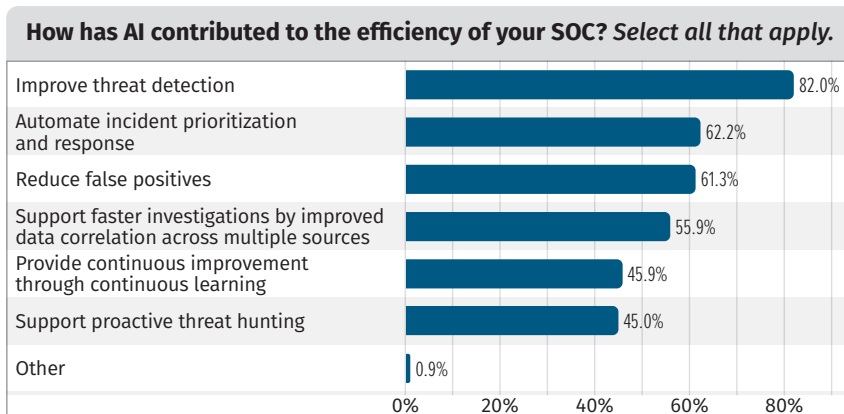 How has AI contributed to the efficiency of your SOC? Select all that apply.
Improve threat detection
82.0%
Automate incident prioritization
and response
62.2%
Reduce false positives
61.3%
Support faster investigations by improved
data correlation across multiple sources
55.9%
Provide continuous improvement
through continuous learning
45.9%
Support proactive threat hunting
45.0%
Other
0.9%
0% 20% 40% 60% 80%